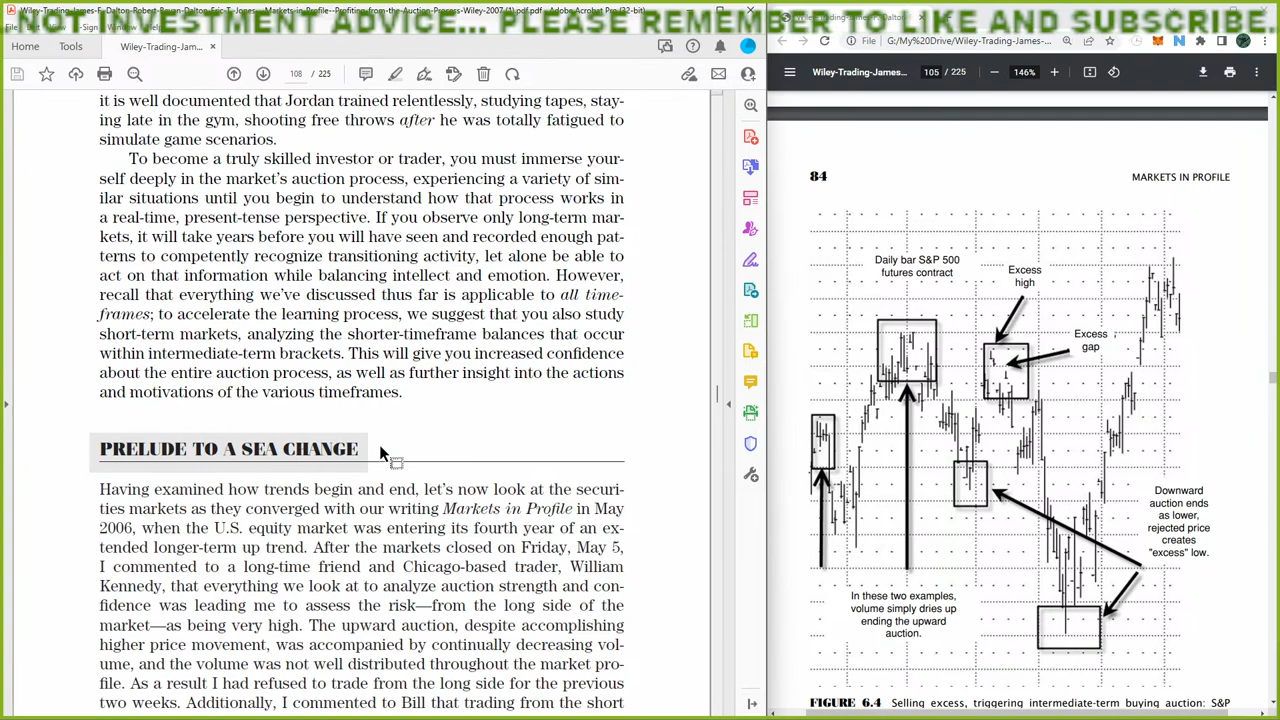 OT INVESTMENT ADVICE... PLEASE REMEMBER TO LIKE AND SUBSCRIBE.
Home
Tools
Wiley-Trading-Jam...
108 / 225
it is well documented that Jordan trained relentlessly, studying tapes, stay-
ing late in the gym, shooting free throws after he was totally fatigued to
simulate game scenarios.
To become a truly skilled investor or trader, you must immerse your-
self deeply in the market's auction process, experiencing a variety of sim-
ilar situations until you begin to understand how that process works in
a real-time, present-tense perspective. If you observe only long-term mar-
kets, it will take years before you will have seen and recorded enough pat-
terns to competently recognize transitioning activity, let alone be able to
act on that information while balancing intellect and emotion. However,
recall that everything we've discussed thus far is applicable to all time-
frames; to accelerate the learning process, we suggest that you also study
short-term markets, analyzing the shorter-timeframe balances that occur
within intermediate-term brackets. This will give you increased confidence
about the entire auction process, well as further insight into the actions
and motivations of the various timeframes.
PRELUDE TO A SEA CHANGE
Having examined how trends begin and end, let's now look at the securi-
ties markets as they converged with our writing Markets in Profile in May
2006, when the U.S. equity market was entering its fourth year of an ex-
tended longer-term up trend. After the markets closed on Friday, May 5,
I commented to a long-time friend and Chicago-based trader, William
Kennedy, that everything we look at to analyze auction strength and con-
fidence was leading me to assess the risk—from the long side of the
market—as being very high. The upward auction, despite accomplishing
higher price movement, was accompanied by continually decreasing vol-
ume, and the volume was not well distributed throughout the market pro-
file. As a result I had refused to trade from the long side for the previous
two weeks. Additionally, I commented to Bill that trading from the short
File
G:/My%20Drive/Wiley-Trading-James-...
Wiley-Trading-James...
105 / 225
146%
84
MARKETS IN PROFILE
Daily bar S&P 500
futures contract
Excess
high
Excess
gap
Downward
auction ends
as lower,
rejected price
creates
"excess" low.
In these two examples,
volume simply dries up
ending the upward
auction.
FIGURE 6.4 Selling excess, triggering intermediate-term buying auction: S&P